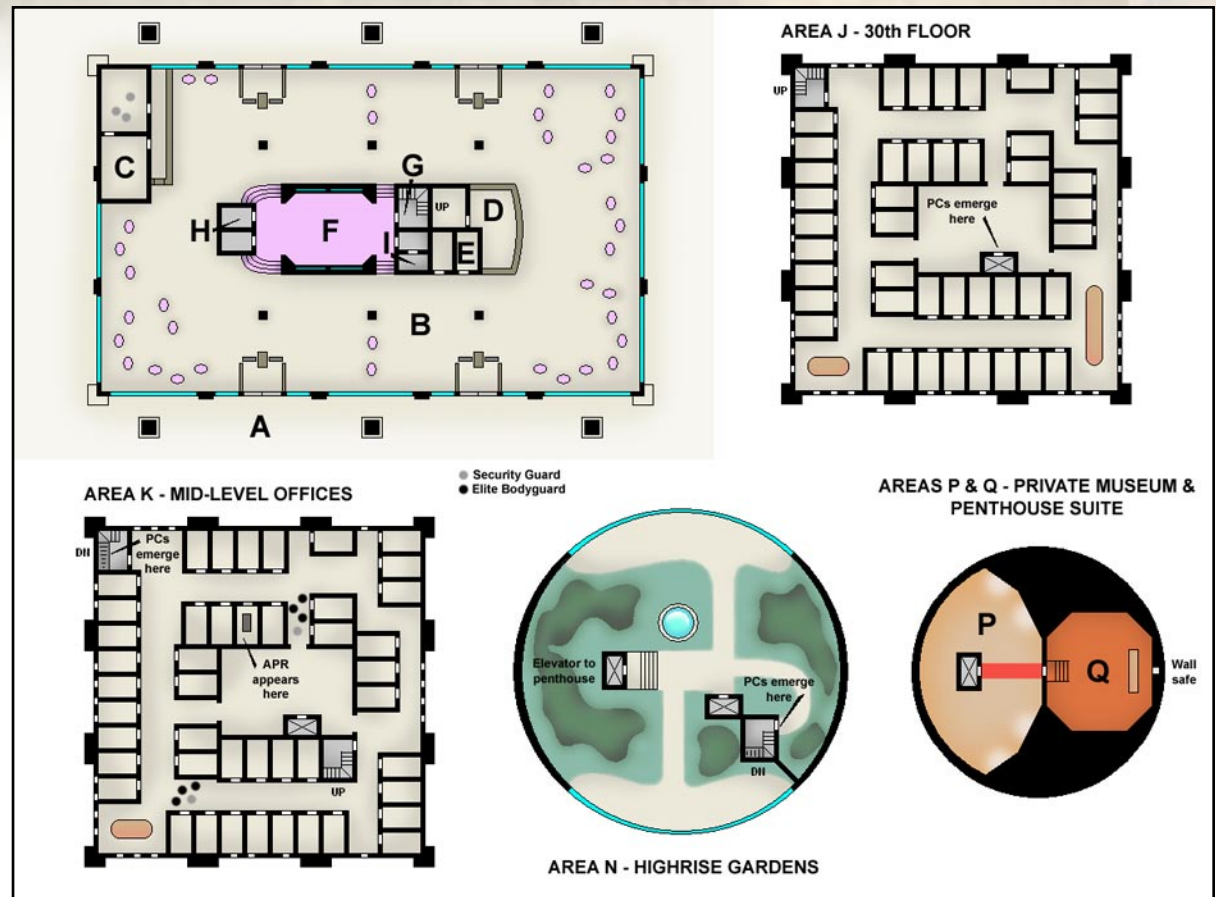 C
H
F
G
UP
I
D
E
B
A
AREA J - 30th FLOOR
UP
PCs emerge
here
Security Guard
Elite Bodyguard
AREA K - MID-LEVEL OFFICES
DN
PCs
emerge
here
APR
appears
here
UP
Elevator to
penthouse
PCs emerge
here
DN
AREA N - HIGHRISE GARDENS
AREAS P & Q - PRIVATE MUSEUM &
PENTHOUSE SUITE
P
Q
Wall
safe